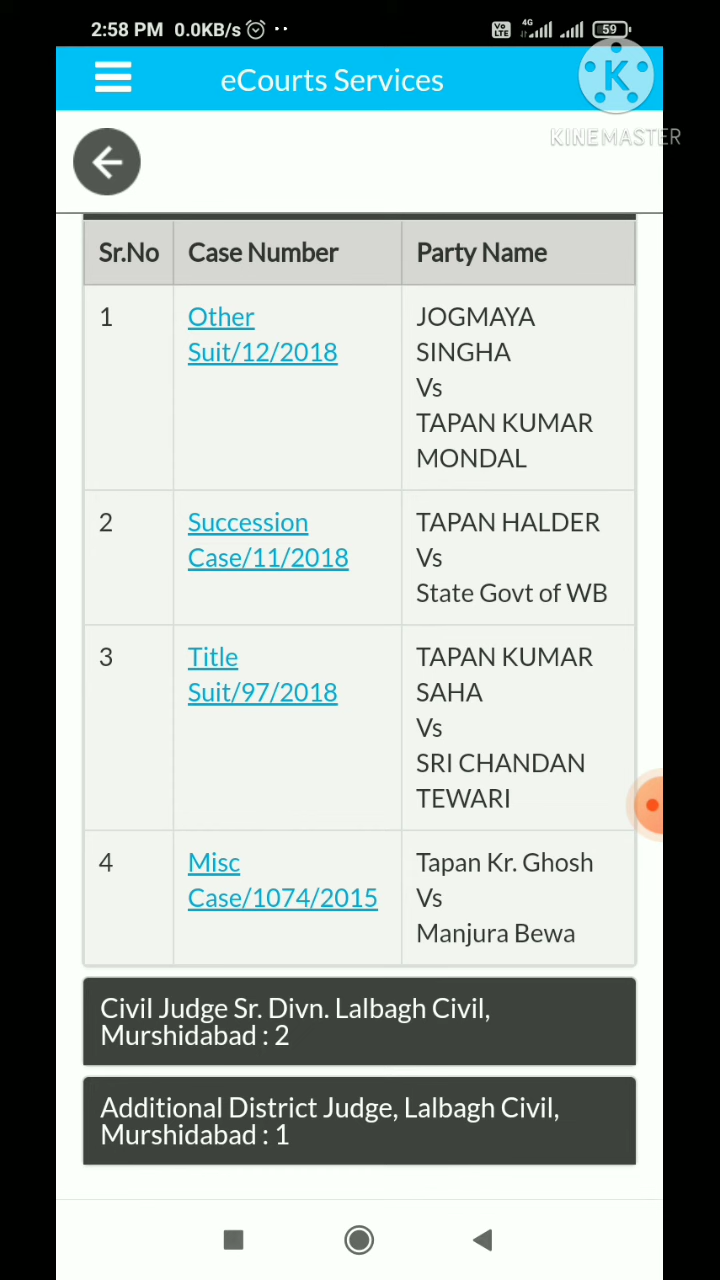 2:58 PM 0.0KB/s
Vo LTE 4G 59
eCourts Services
K
KINEMASTER
Sr.No Case Number Party Name
1 Other JOGMAYA
Suit/12/2018 SINGHA
Vs
TAPAN KUMAR
MONDAL
2 Succession TAPAN HALDER
Case/11/2018 Vs
State Govt of WB
3 Title TAPAN KUMAR
Suit/97/2018 SAHA
Vs
SRI CHANDAN
TEWARI
4 Misc Tapan Kr. Ghosh
Case/1074/2015 Vs
Manjura Bewa
Civil Judge Sr. Divn. Lalbagh Civil,
Murshidabad : 2
Additional District Judge, Lalbagh Civil,
Murshidabad : 1